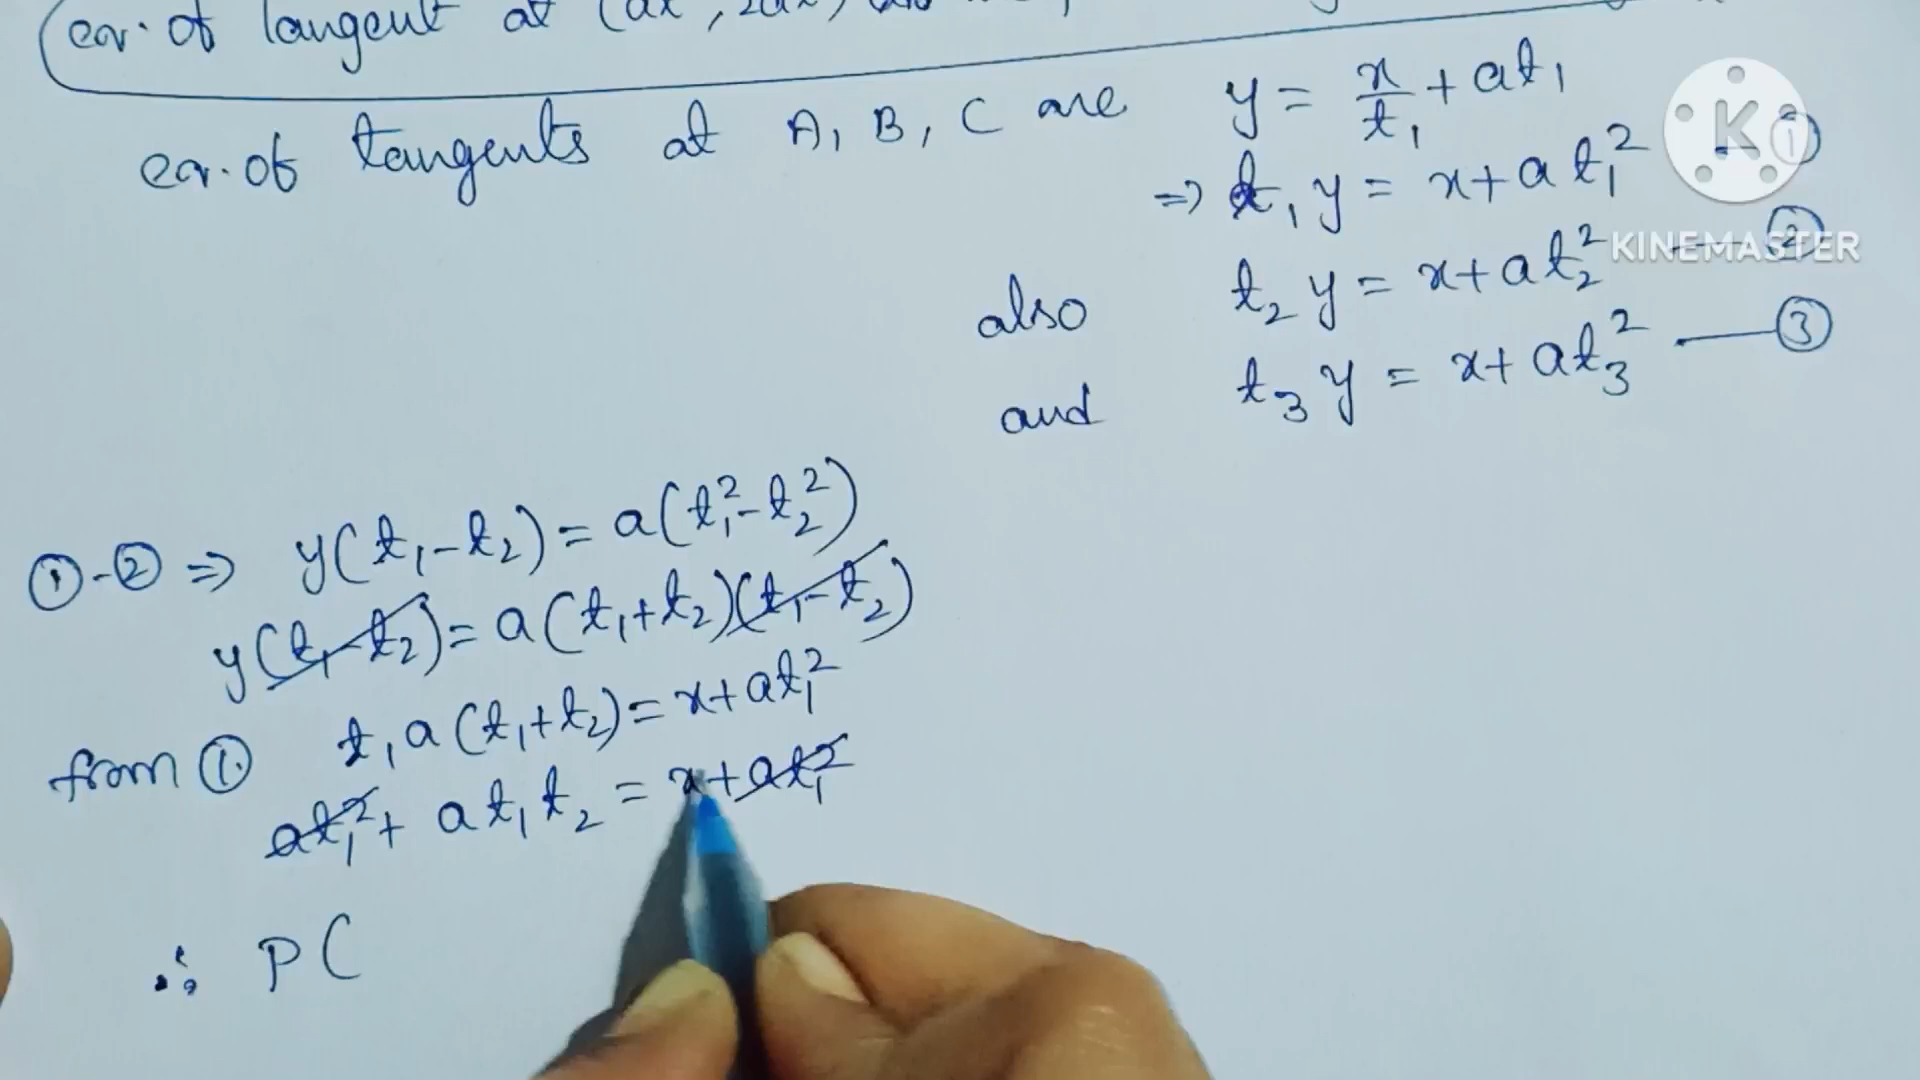 eq. of tangent at (at², 2at)
eq. of tangents at A, B, C are y = x/t₁ + at₁
⇒ t₁y = x + at₁² ①
also t₂y = x + at₂² — ②
and t₃y = x + at₃² — ③
① - ② ⇒ y(t₁ - t₂) = a(t₁² - t₂²)
y(t₁ - t₂) = a(t₁ + t₂)(t₁ - t₂)
from ① t₁a(t₁ + t₂) = x + at₁²
at₁² + at₁t₂ = x + at₁²
∴ P(
K
KINEMASTER